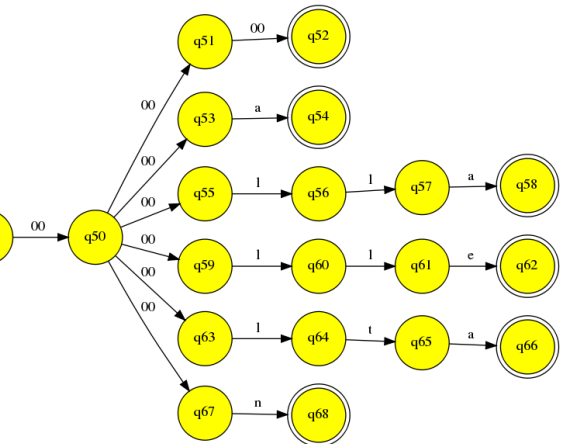 q51 00 q52
00
q53 a q54
00
q55 l q56 l q57 a q58
00
00 q50
00
q59 l q60 l q61 e q62
00
q63 l q64 t q65 a q66
00
q67 n q68